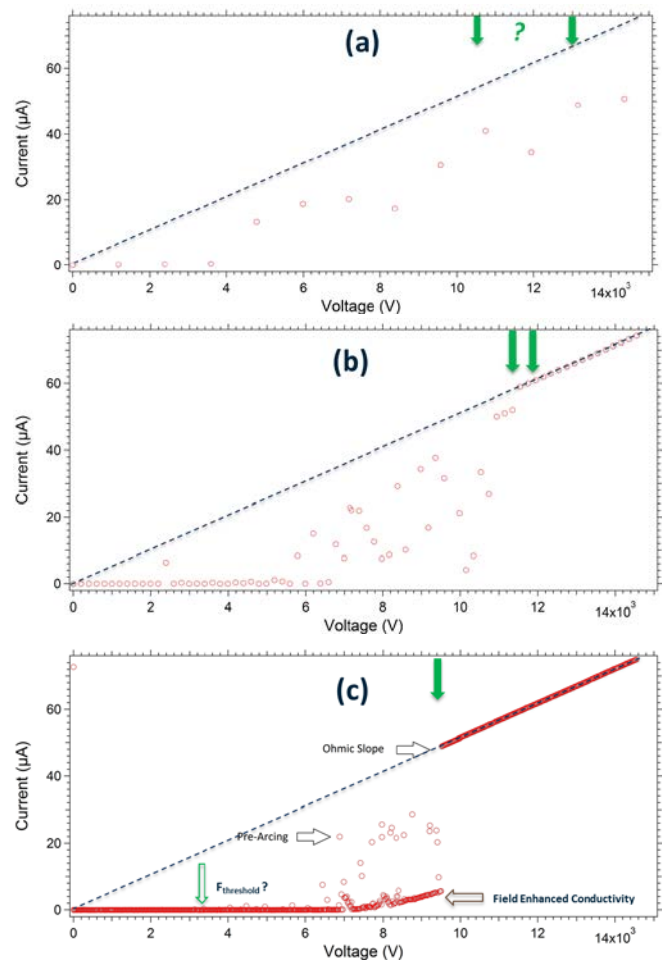 (a)
?
60
40
20
0
Current (µA)
0 2 4 6 8 10 12 14x10³
Voltage (V)
(b)
60
40
20
0
Current (µA)
0 2 4 6 8 10 12 14x10³
Voltage (V)
(c)
60
40
20
0
Current (µA)
Ohmic Slope
Pre-Arcing
Fthreshold ?
Field Enhanced Conductivity
0 2 4 6 8 10 12 14x10³
Voltage (V)